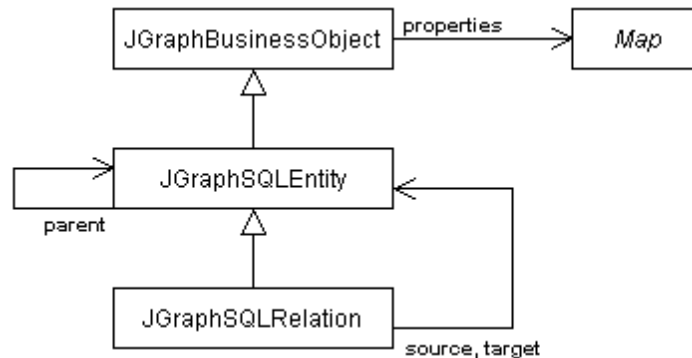 JGraphBusinessObject
properties
Map
JGraphSQLEntity
parent
JGraphSQLRelation
source, target